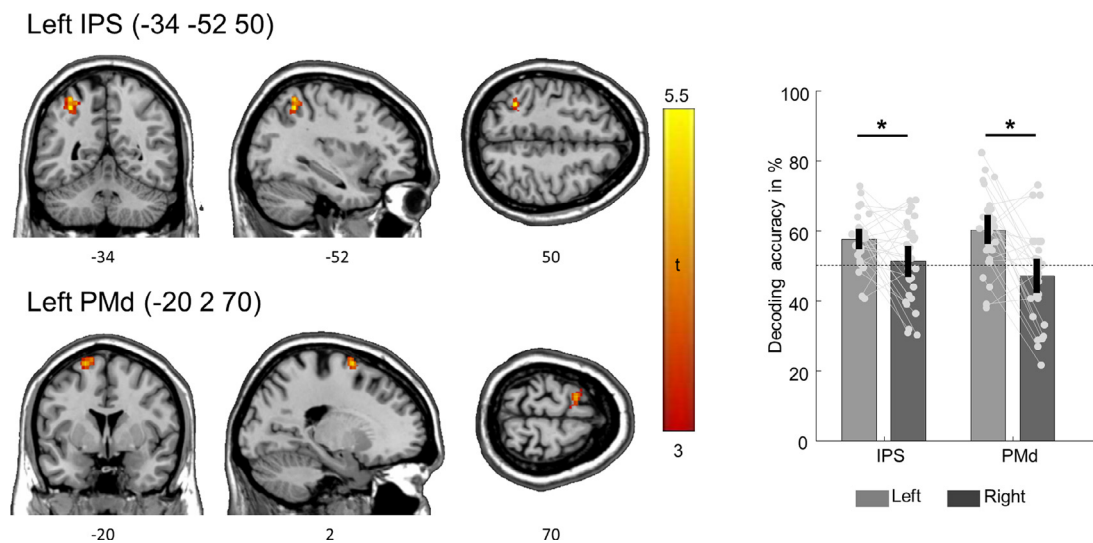 Left IPS (-34 -52 50)
-34
-52
50
Left PMd (-20 2 70)
-20
2
70
5.5
t
3
Decoding accuracy in %
100
80
60
40
20
0
*
*
IPS
PMd
Left
Right